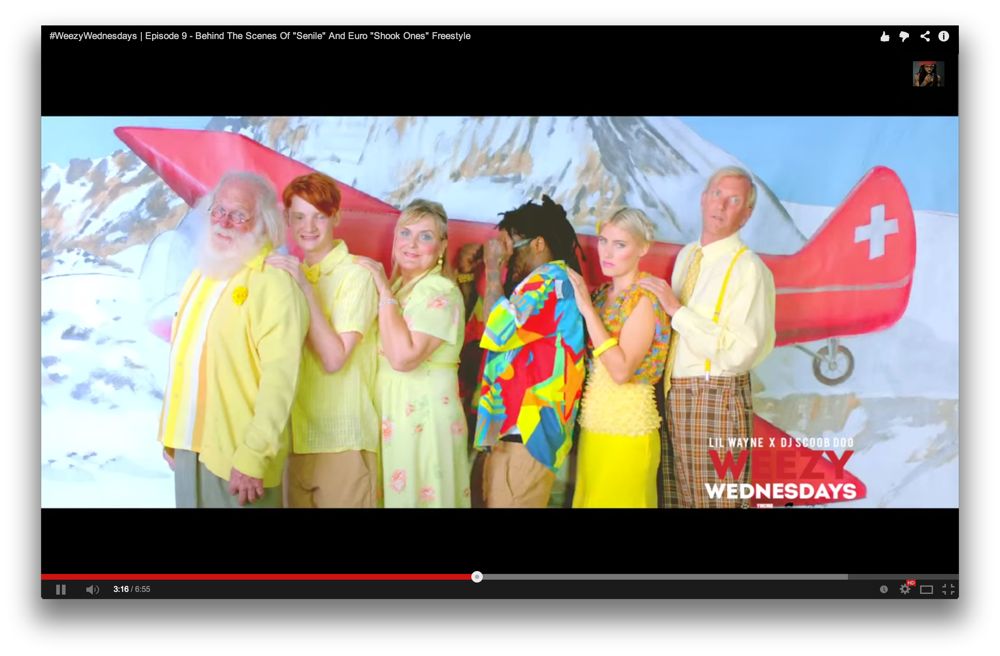 #WeezyWednesdays | Episode 9 - Behind The Scenes Of "Senile" And Euro "Shook Ones" Freestyle
LIL WAYNE X DJ SCOOB DOO
WEEZY
WEDNESDAYS
3:16 / 6:55
HD